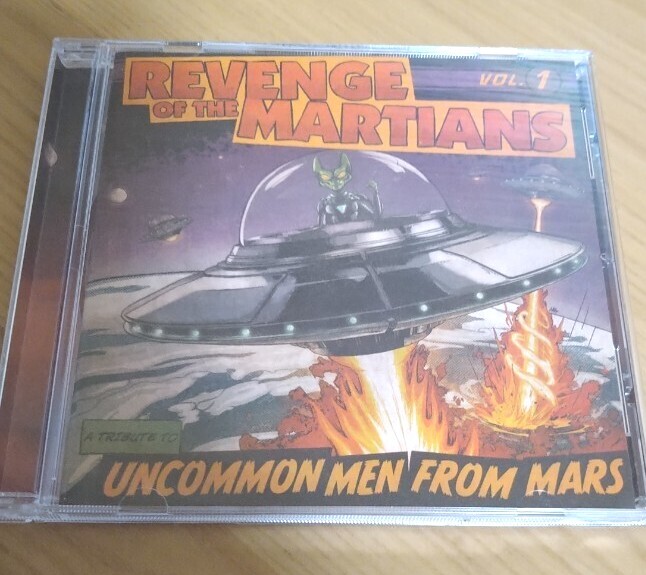 REVENGE
OF THE
MARTIANS
VOL. 1
A TRIBUTE TO
UNCOMMON MEN FROM MARS